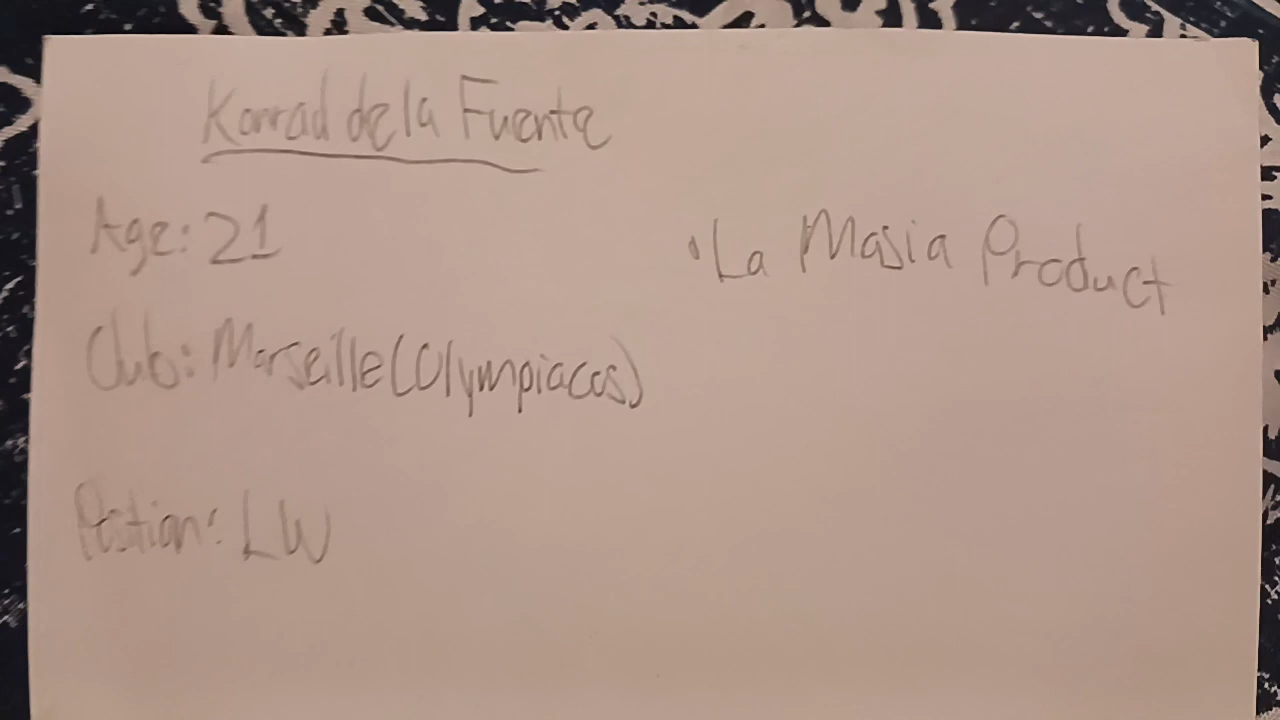 Konrad de la Fuente
Age: 21
Club: Marseille (Olympiacos)
Position: LW
• La Masia Product